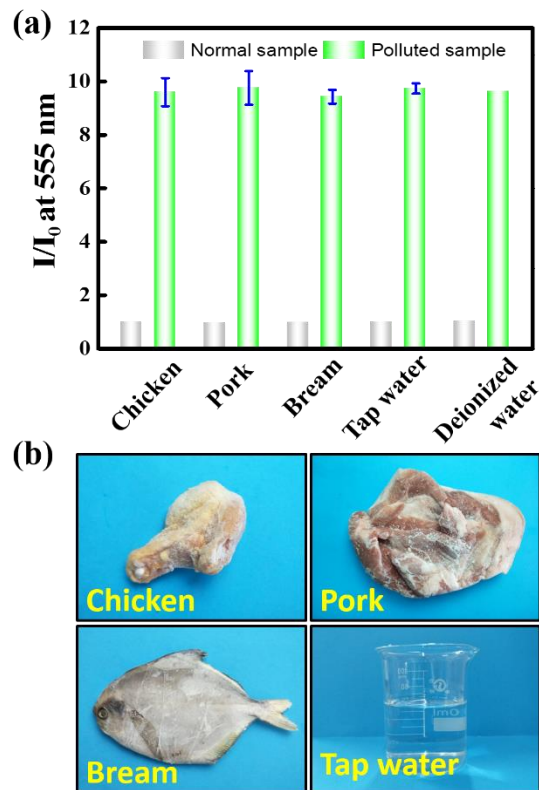 (a)
Normal sample
Polluted sample
12
10
8
6
4
2
0
I/I₀ at 555 nm
Chicken
Pork
Bream
Tap water
Deionized
water
(b)
Chicken
Pork
Bream
Tap water